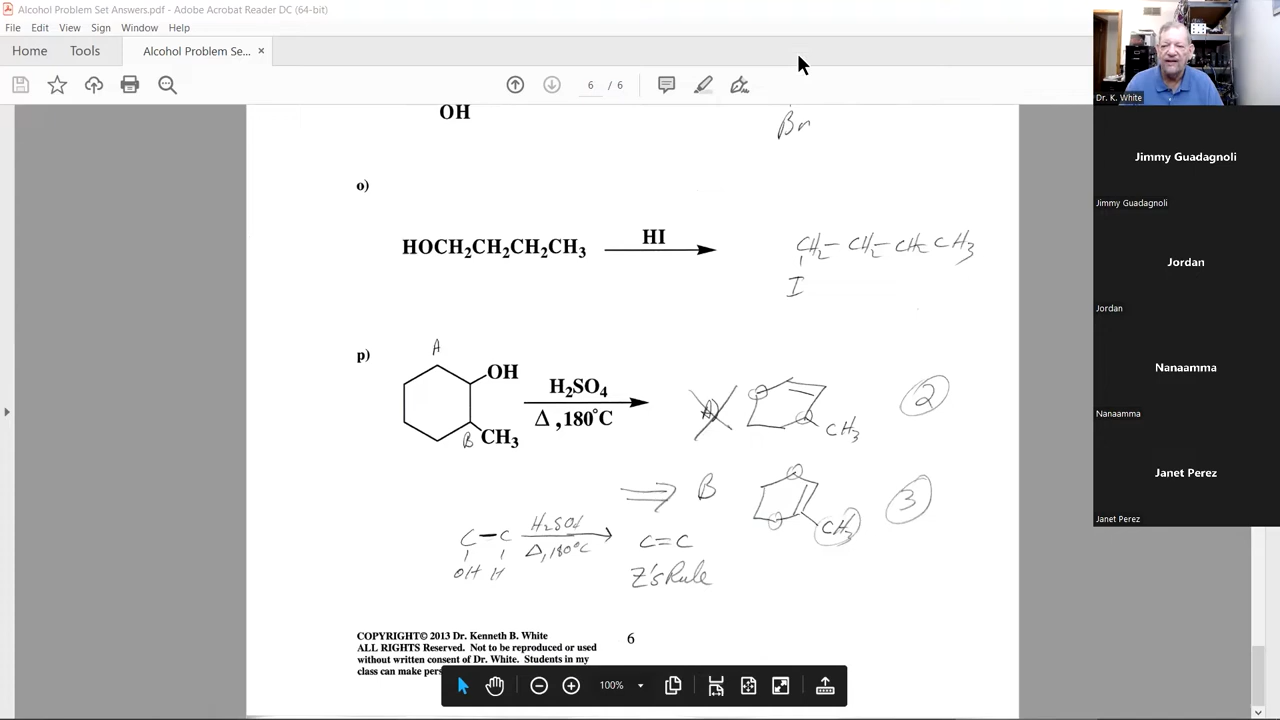 Alcohol Problem Set Answers.pdf - Adobe Acrobat Reader DC (64-bit)
File Edit View Sign Window Help
Home Tools Alcohol Problem Se... ×
6 / 6
OH
Br
o)
HOCH₂CH₂CH₂CH₃ HI CH₂–CH₂–CH₂CH₃
I
p)
A
OH
H₂SO₄
Δ ,180°C
B CH₃
A) CH₃ 2
B CH₃ 3
C–C H₂SO₄ C=C
OH H Δ,180°C
Z's Rule
COPYRIGHT© 2013 Dr. Kenneth B. White
ALL RIGHTS Reserved. Not to be reproduced or used
without written consent of Dr. White. Students in my
class can make per
6
100%
Dr. K. White
Jimmy Guadagnoli
Jimmy Guadagnoli
Jordan
Jordan
Nanaamma
Nanaamma
Janet Perez
Janet Perez